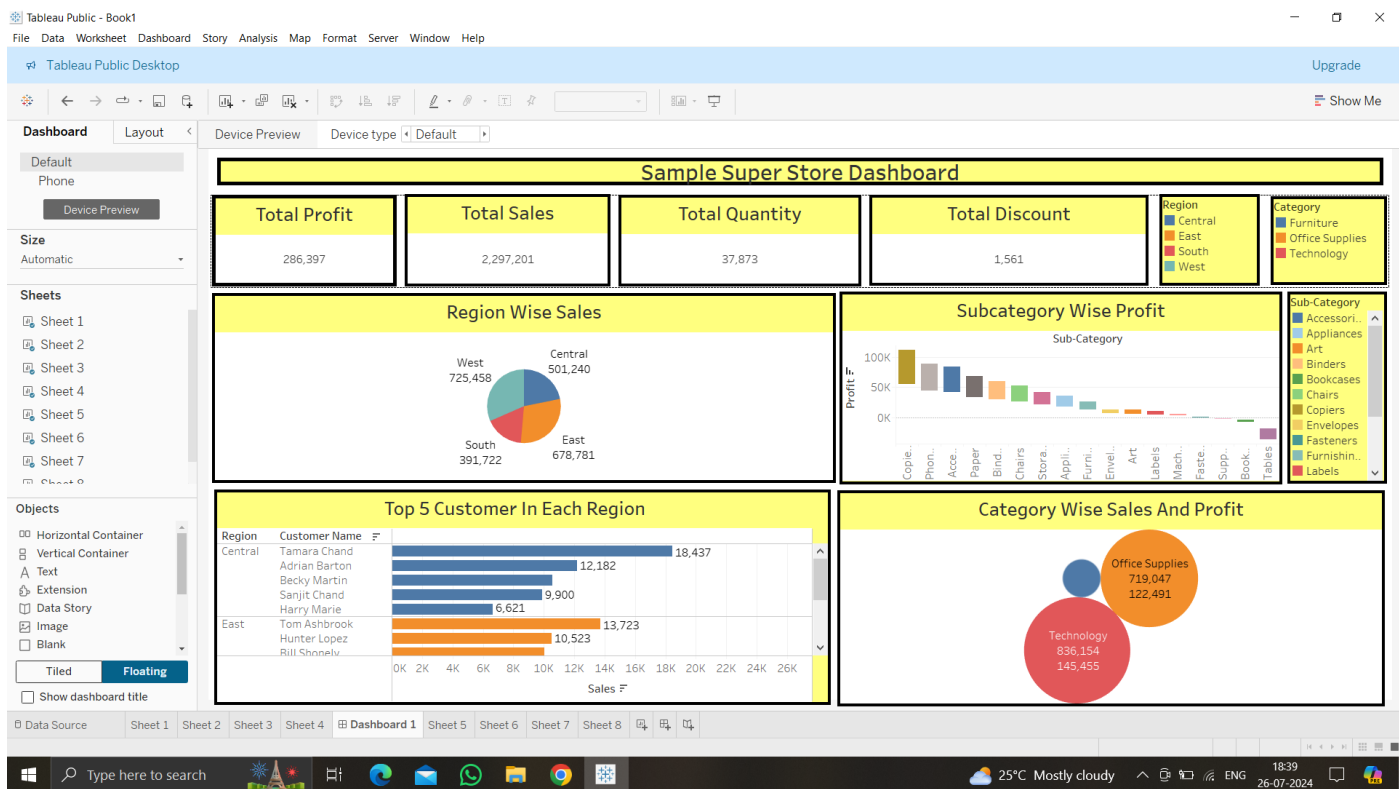 Tableau Public - Book1
File Data Worksheet Dashboard Story Analysis Map Format Server Window Help
Tableau Public Desktop
Upgrade
Show Me
Dashboard
Layout
Device Preview
Device type
Default
Default
Phone
Device Preview
Size
Automatic
Sheets
Sheet 1
Sheet 2
Sheet 3
Sheet 4
Sheet 5
Sheet 6
Sheet 7
Sheet 8
Objects
Horizontal Container
Vertical Container
Text
Extension
Data Story
Image
Blank
Tiled
Floating
Show dashboard title
Sample Super Store Dashboard
Total Profit
286,397
Total Sales
2,297,201
Total Quantity
37,873
Total Discount
1,561
Region
Central
East
South
West
Category
Furniture
Office Supplies
Technology
Region Wise Sales
West
725,458
Central
501,240
South
391,722
East
678,781
Subcategory Wise Profit
Sub-Category
Profit
100K
50K
0K
Copie..
Phon..
Acce..
Paper
Bind..
Chairs
Stora..
Appli..
Furni..
Envel..
Art
Labels
Mach..
Faste..
Supp..
Book..
Tables
Sub-Category
Accessori..
Appliances
Art
Binders
Bookcases
Chairs
Copiers
Envelopes
Fasteners
Furnishin..
Labels
Top 5 Customer In Each Region
Region Customer Name
Central Tamara Chand 18,437
Adrian Barton 12,182
Becky Martin
Sanjit Chand 9,900
Harry Marie 6,621
East Tom Ashbrook 13,723
Hunter Lopez 10,523
Bill Shonely
0K 2K 4K 6K 8K 10K 12K 14K 16K 18K 20K 22K 24K 26K
Sales
Category Wise Sales And Profit
Office Supplies
719,047
122,491
Technology
836,154
145,455
Data Source Sheet 1 Sheet 2 Sheet 3 Sheet 4 Dashboard 1 Sheet 5 Sheet 6 Sheet 7 Sheet 8
Type here to search
25°C Mostly cloudy
ENG
18:39
26-07-2024
PRE